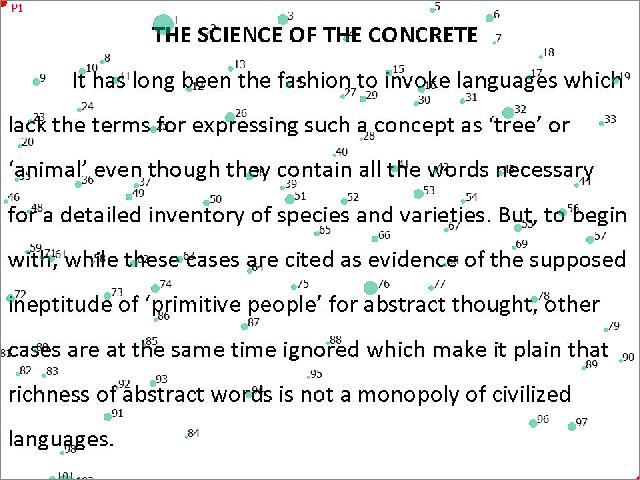 THE SCIENCE OF THE CONCRETE
It has long been the fashion to invoke languages which
lack the terms for expressing such a concept as ‘tree’ or
‘animal’ even though they contain all the words necessary
for a detailed inventory of species and varieties. But, to begin
with, while these cases are cited as evidence of the supposed
ineptitude of ‘primitive people’ for abstract thought, other
cases are at the same time ignored which make it plain that
richness of abstract words is not a monopoly of civilized
languages.